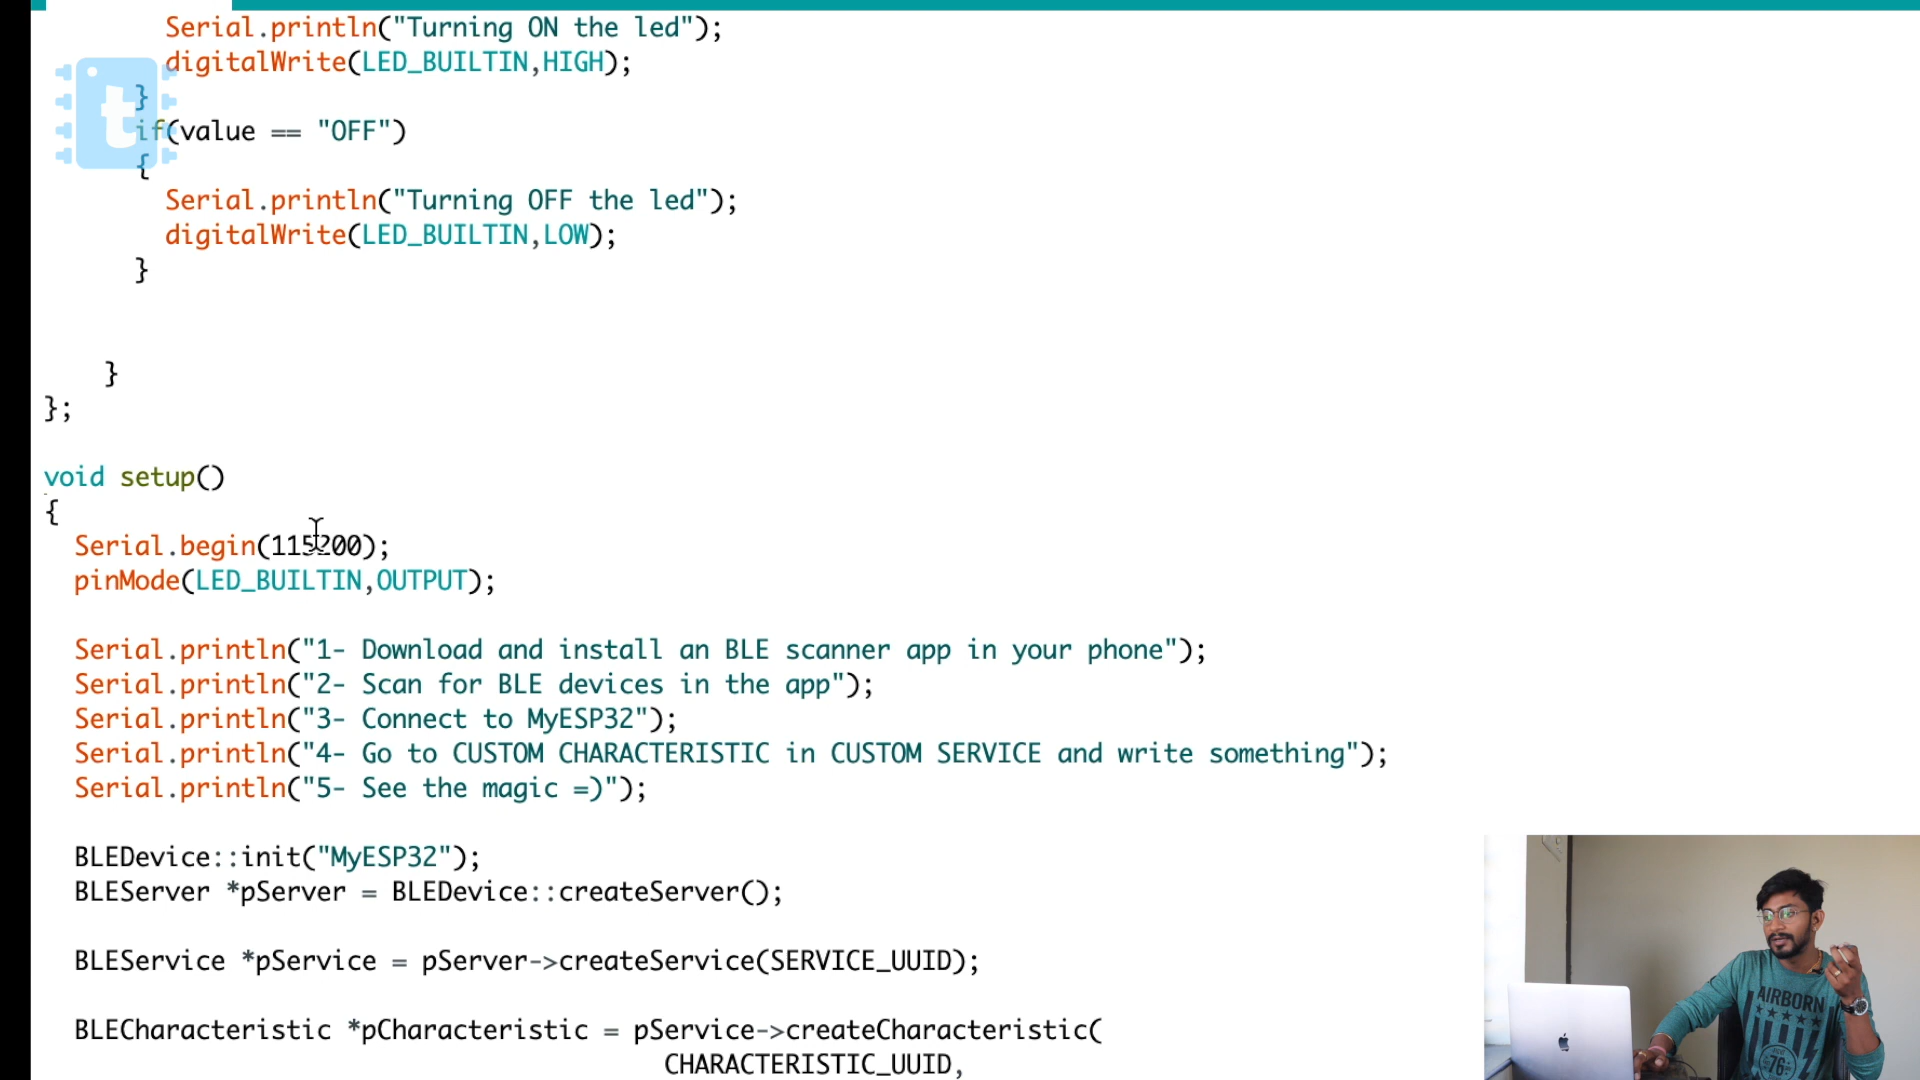 Serial.println("Turning ON the led");
digitalWrite(LED_BUILTIN,HIGH);
}
t
if(value == "OFF")
{
Serial.println("Turning OFF the led");
digitalWrite(LED_BUILTIN,LOW);
}
}
};
void setup()
{
Serial.begin(115200);
pinMode(LED_BUILTIN,OUTPUT);
Serial.println("1- Download and install an BLE scanner app in your phone");
Serial.println("2- Scan for BLE devices in the app");
Serial.println("3- Connect to MyESP32");
Serial.println("4- Go to CUSTOM CHARACTERISTIC in CUSTOM SERVICE and write something");
Serial.println("5- See the magic =)");
BLEDevice::init("MyESP32");
BLEServer *pServer = BLEDevice::createServer();
BLEService *pService = pServer->createService(SERVICE_UUID);
BLECharacteristic *pCharacteristic = pService->createCharacteristic(
CHARACTERISTIC_UUID,
AIRBORN
76